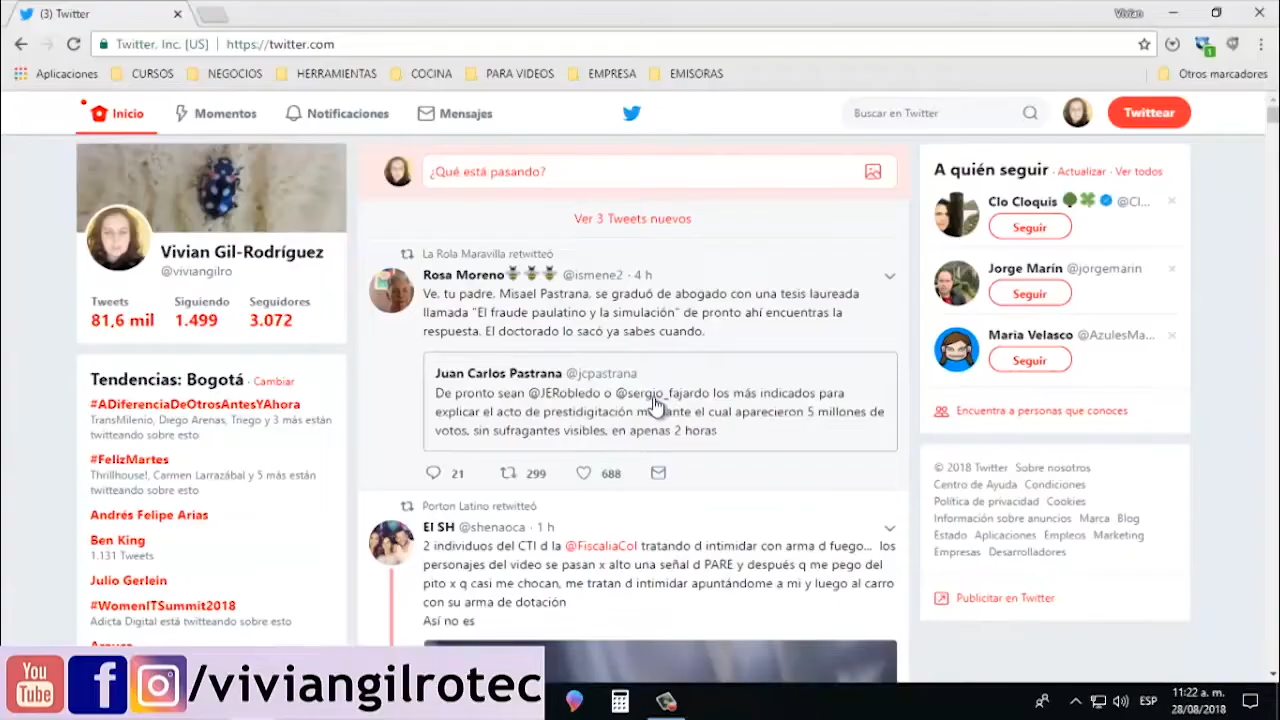 (3) Twitter
Vivian
Twitter, Inc. [US] https://twitter.com
1
Aplicaciones CURSOS NEGOCIOS HERRAMIENTAS COCINA PARA VIDEOS EMPRESA EMISORAS Otros marcadores
Inicio Momentos Notificaciones Mensajes
Buscar en Twitter
Twittear
Vivian Gil-Rodríguez
@viviangilro
Tweets Siguiendo Seguidores
81,6 mil 1.499 3.072
Tendencias: Bogotá · Cambiar
#ADiferenciaDeOtrosAntesYAhora
TransMilenio, Diego Arenas, Triego y 3 más están
twitteando sobre esto
#FelizMartes
Thrillhouse!, Carmen Larrazábal y 5 más están
twitteando sobre esto
Andrés Felipe Arias
Ben King
1.131 Tweets
Julio Gerlein
#WomenITSummit2018
Adicta Digital está twitteando sobre esto
¿Qué está pasando?
Ver 3 Tweets nuevos
La Rola Maravilla retwitteó
Rosa Moreno @ismene2 · 4 h
Ve, tu padre, Misael Pastrana, se graduó de abogado con una tesis laureada
llamada "El fraude paulatino y la simulación" de pronto ahí encuentras la
respuesta. El doctorado lo sacó ya sabes cuando.
Juan Carlos Pastrana @jcpastrana
De pronto sean @JERobledo o @sergio_fajardo los más indicados para
explicar el acto de prestidigitación el cual aparecieron 5 millones de
votos, sin sufragantes visibles, en apenas 2 horas
21 299 688
Porton Latino retwitteó
El SH @shenaoca · 1 h
2 individuos del CTI d la @FiscaliaCol tratando d intimidar con arma d fuego... los
personajes del video se pasan x alto una señal d PARE y después q me pego del
pito x q casi me chocan, me tratan d intimidar apuntándome a mi y luego al carro
con su arma de dotación
Así no es
A quién seguir · Actualizar · Ver todos
Clo Cloquis @Cl...
Seguir
Jorge Marín @jorgemarin
Seguir
Maria Velasco @AzulesMa...
Seguir
Encuentra a personas que conoces
© 2018 Twitter Sobre nosotros
Centro de Ayuda Condiciones
Política de privacidad Cookies
Información sobre anuncios Marca Blog
Estado Aplicaciones Empleos Marketing
Empresas Desarrolladores
Publicitar en Twitter
You
Tube
f
/viviangilrotec
ESP
11:22 a. m.
28/08/2018